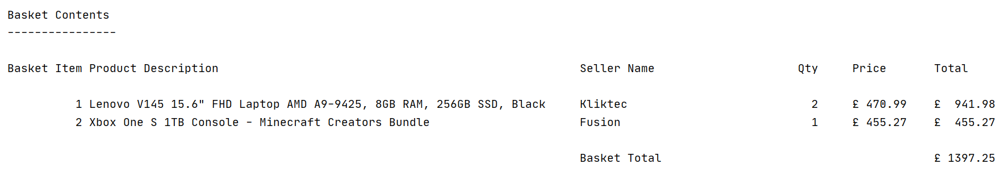 Basket Contents
----------------
Basket Item Product Description Seller Name Qty Price Total
1 Lenovo V145 15.6" FHD Laptop AMD A9-9425, 8GB RAM, 256GB SSD, Black Kliktec 2 £ 470.99 £ 941.98
2 Xbox One S 1TB Console - Minecraft Creators Bundle Fusion 1 £ 455.27 £ 455.27
Basket Total £ 1397.25